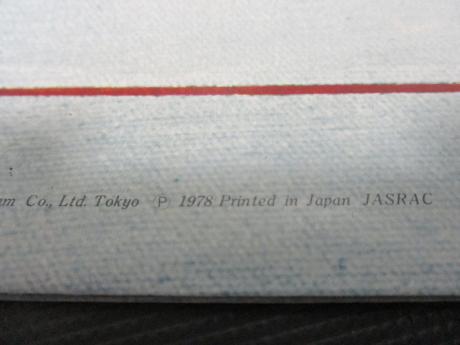 Co., Ltd. Tokyo Ⓟ 1978 Printed in Japan JASRAC